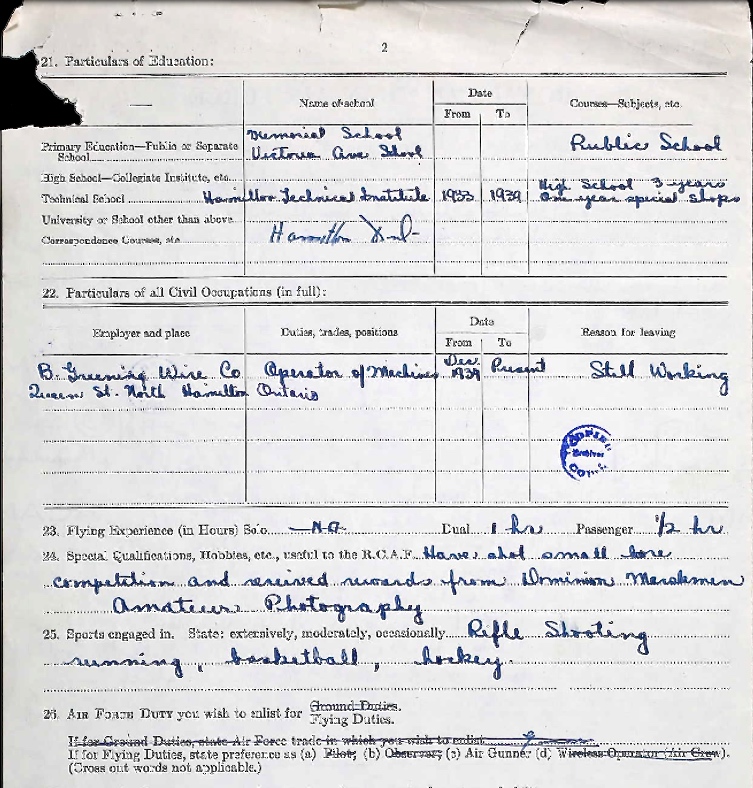 2
21. Particulars of Education:
Name of school
Date
From To
Courses—Subjects, etc.
Memorial School
Primary Education—Public or Separate School Victoria Ave School Public School
High School—Collegiate Institute, etc. High School 3 years
Technical School Hamilton Technical Institute 1933 1939 one year special shops
University or School other than above
Correspondence Courses, etc. Hamilton
22. Particulars of all Civil Occupations (in full):
Employer and place Duties, trades, positions
Date
From To
Reason for leaving
B. Greening Wire Co Operator of Machines Dec. 1939 Present Still Working
Queen St. North Hamilton Ontario
Archives
23. Flying Experience (in Hours) Solo NA Dual 1 hr Passenger 1/2 hr
24. Special Qualifications, Hobbies, etc., useful to the R.C.A.F. Have shot small bore
competition and received rewards from Dominion Marskmen
Amateur Photography
25. Sports engaged in. State: extensively, moderately, occasionally Rifle Shooting
running, basketball, hockey.
26. AIR FORCE DUTY you wish to enlist for Ground Duties.
Flying Duties.
If for Ground Duties, state Air Force trade in which you wish to enlist
If for Flying Duties, state preference as (a) Pilot; (b) Observer; (c) Air Gunner (d) Wireless Operator (Air Crew).
(Cross out words not applicable.)